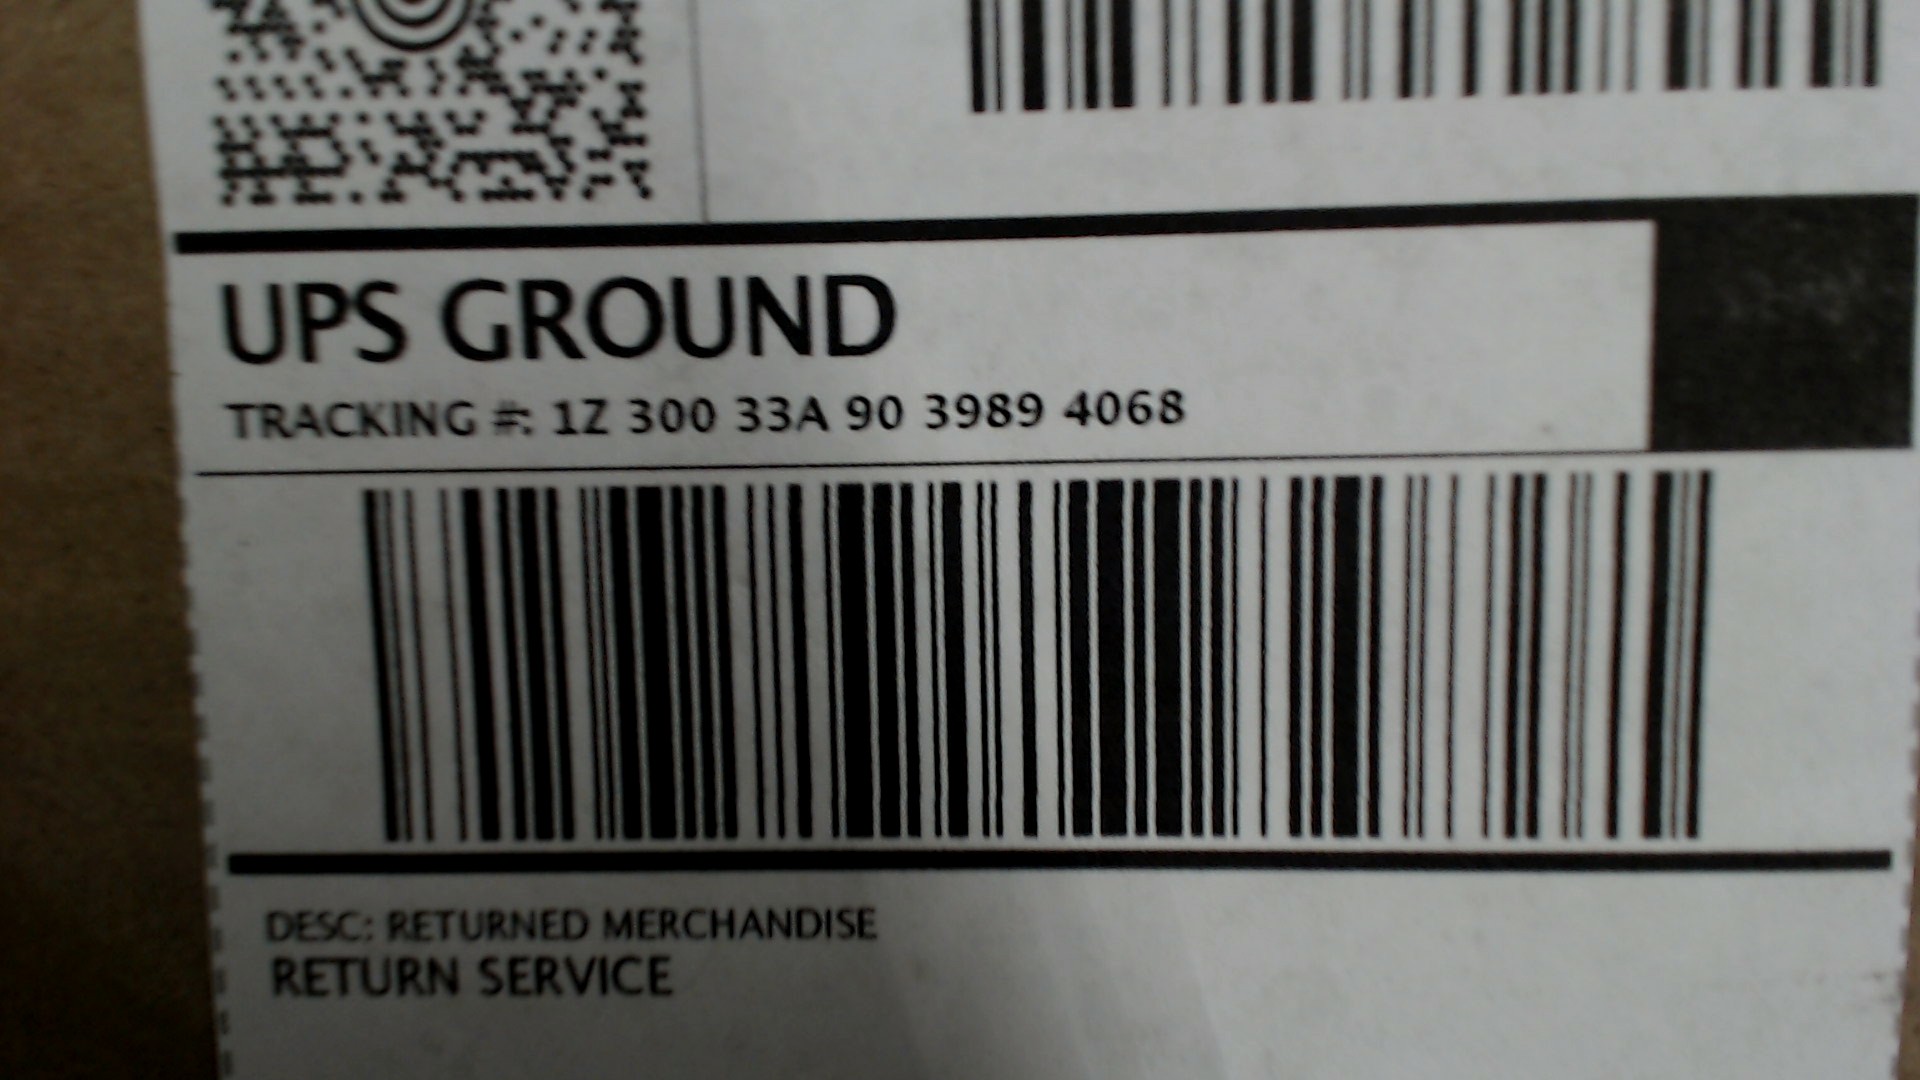 UPS GROUND
TRACKING #: 1Z 300 33A 90 3989 4068
DESC: RETURNED MERCHANDISE
RETURN SERVICE